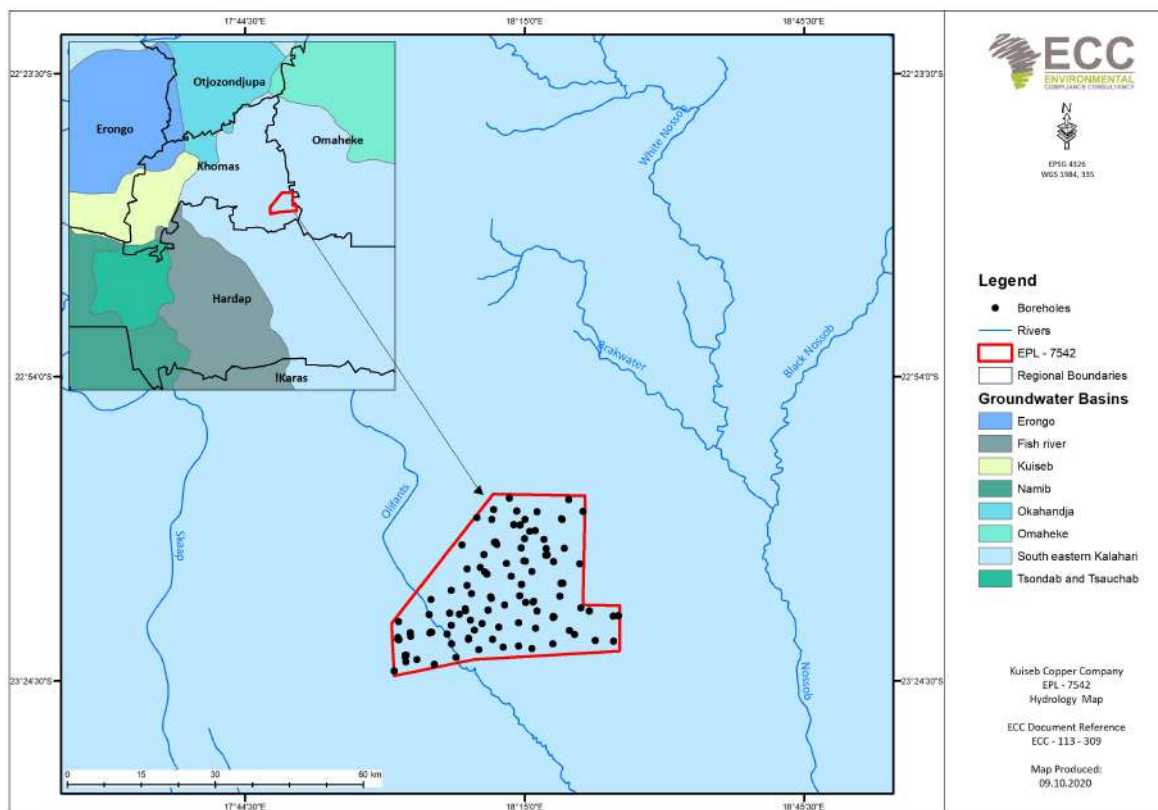 17°44'30"E
18°15'0"E
18°45'30"E
22°23'30"S
22°23'30"S
22°54'0"S
22°54'0"S
23°24'30"S
23°24'30"S
17°44'30"E
18°15'0"E
18°45'30"E
Otjozondjupa
Erongo
Omaheke
Khomas
Hardap
!Karas
White Nossob
Black Nossob
Brakwater
Olifants
Skaap
Nossob
0 15 30 60 km
ECC
ENVIRONMENTAL
COMPLIANCE CONSULTANCY
N
EPSG 4326
WGS 1984, 33S
Legend
Boreholes
Rivers
EPL - 7542
Regional Boundaries
Groundwater Basins
Erongo
Fish river
Kuiseb
Namib
Okahandja
Omaheke
South eastern Kalahari
Tsondab and Tsauchab
Kuiseb Copper Company
EPL - 7542
Hydrology Map
ECC Document Reference
ECC - 113 - 309
Map Produced:
09.10.2020